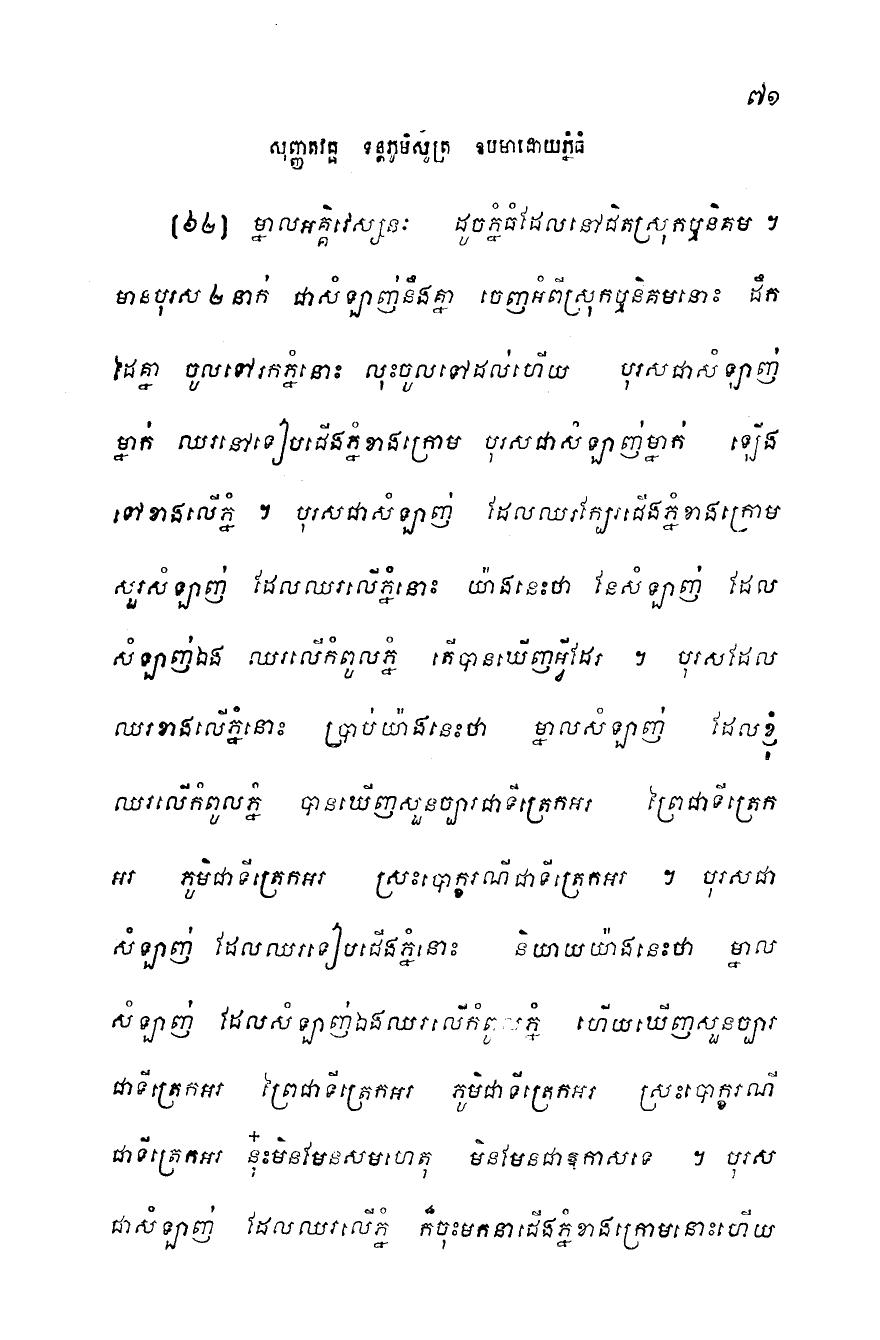 ៧១
សុញ្ញតវគ្គ ទន្តភូមិសូត្រ ឧបមាដោយភ្នំធំ
[៦៤] ម្នាលអគ្គិវេស្សនៈ ដូចភ្នំធំដែលនៅជិតស្រុកឬនិគម ។
មានបុរស ២ នាក់ ជាសំឡាញ់នឹងគ្នា ចេញអំពីស្រុកឬនិគមនោះ ដឹក
ដៃគ្នា ចូលទៅរកភ្នំនោះ លុះចូលទៅដល់ហើយ បុរសជាសំឡាញ់
ម្នាក់ ឈរនៅទៀបជើងភ្នំខាងក្រោម បុរសជាសំឡាញ់ម្នាក់ ឡើង
ទៅខាងលើភ្នំ ។ បុរសជាសំឡាញ់ ដែលឈរក្បែរជើងភ្នំខាងក្រោម
សួរសំឡាញ់ ដែលឈរលើភ្នំនោះ យ៉ាងនេះថា នែសំឡាញ់ ដែល
សំឡាញ់ឯង ឈរលើកំពូលភ្នំ តើបានឃើញអ្វីដែរ ។ បុរសដែល
ឈរខាងលើភ្នំនោះ ប្រាប់យ៉ាងនេះថា ម្នាលសំឡាញ់ ដែលខ្ញុំ
ឈរលើកំពូលភ្នំ បានឃើញសួនច្បារជាទីត្រេកអរ ព្រៃជាទីត្រេក
អរ ភូមិជាទីត្រេកអរ ស្រះបោក្ខរណីជាទីត្រេកអរ ។ បុរសជា
សំឡាញ់ ដែលឈរទៀបជើងភ្នំនោះ និយាយយ៉ាងនេះថា ម្នាល
សំឡាញ់ ដែលសំឡាញ់ឯងឈរលើកំពូលភ្នំ ហើយឃើញសួនច្បារ
ជាទីត្រេកអរ ព្រៃជាទីត្រេកអរ ភូមិជាទីត្រេកអរ ស្រះបោក្ខរណី
ជាទីត្រេកអរ នុ៎ះមិនមែនសមហេតុ មិនមែនជាឱកាសទេ ។ បុរស
ជាសំឡាញ់ ដែលឈរលើភ្នំ ក៏ចុះមកនាជើងភ្នំខាងក្រោមនោះហើយ